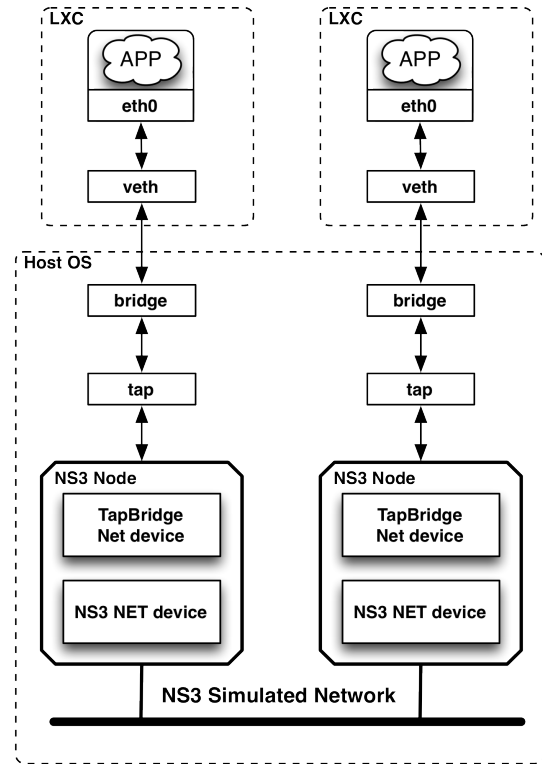 LXC
APP
eth0
veth
LXC
APP
eth0
veth
Host OS
bridge
tap
NS3 Node
TapBridge
Net device
NS3 NET device
bridge
tap
NS3 Node
TapBridge
Net device
NS3 NET device
NS3 Simulated Network